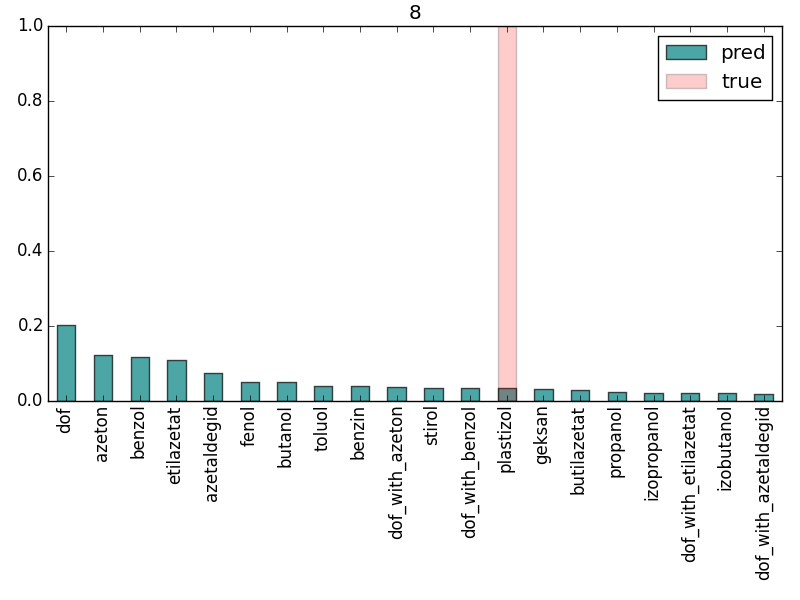 8
1.0
0.8
0.6
0.4
0.2
0.0
pred
true
dof
azeton
benzol
etilazetat
azetaldegid
fenol
butanol
toluol
benzin
dof_with_azeton
stirol
dof_with_benzol
plastizol
geksan
butilazetat
propanol
izopropanol
dof_with_etilazetat
izobutanol
dof_with_azetaldegid